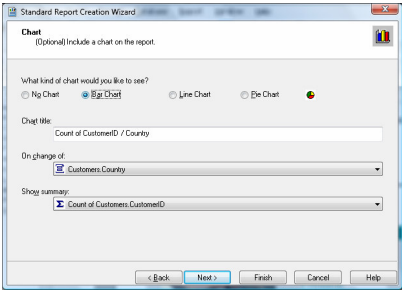 Standard Report Creation Wizard
Chart
(Optional) Include a chart on the report.
What kind of chart would you like to see?
No Chart
Bar Chart
Line Chart
Pie Chart
Chart title:
Count of CustomerID / Country
On change of:
Customers.Country
Show summary:
Σ Count of Customers.CustomerID
< Back
Next >
Finish
Cancel
Help